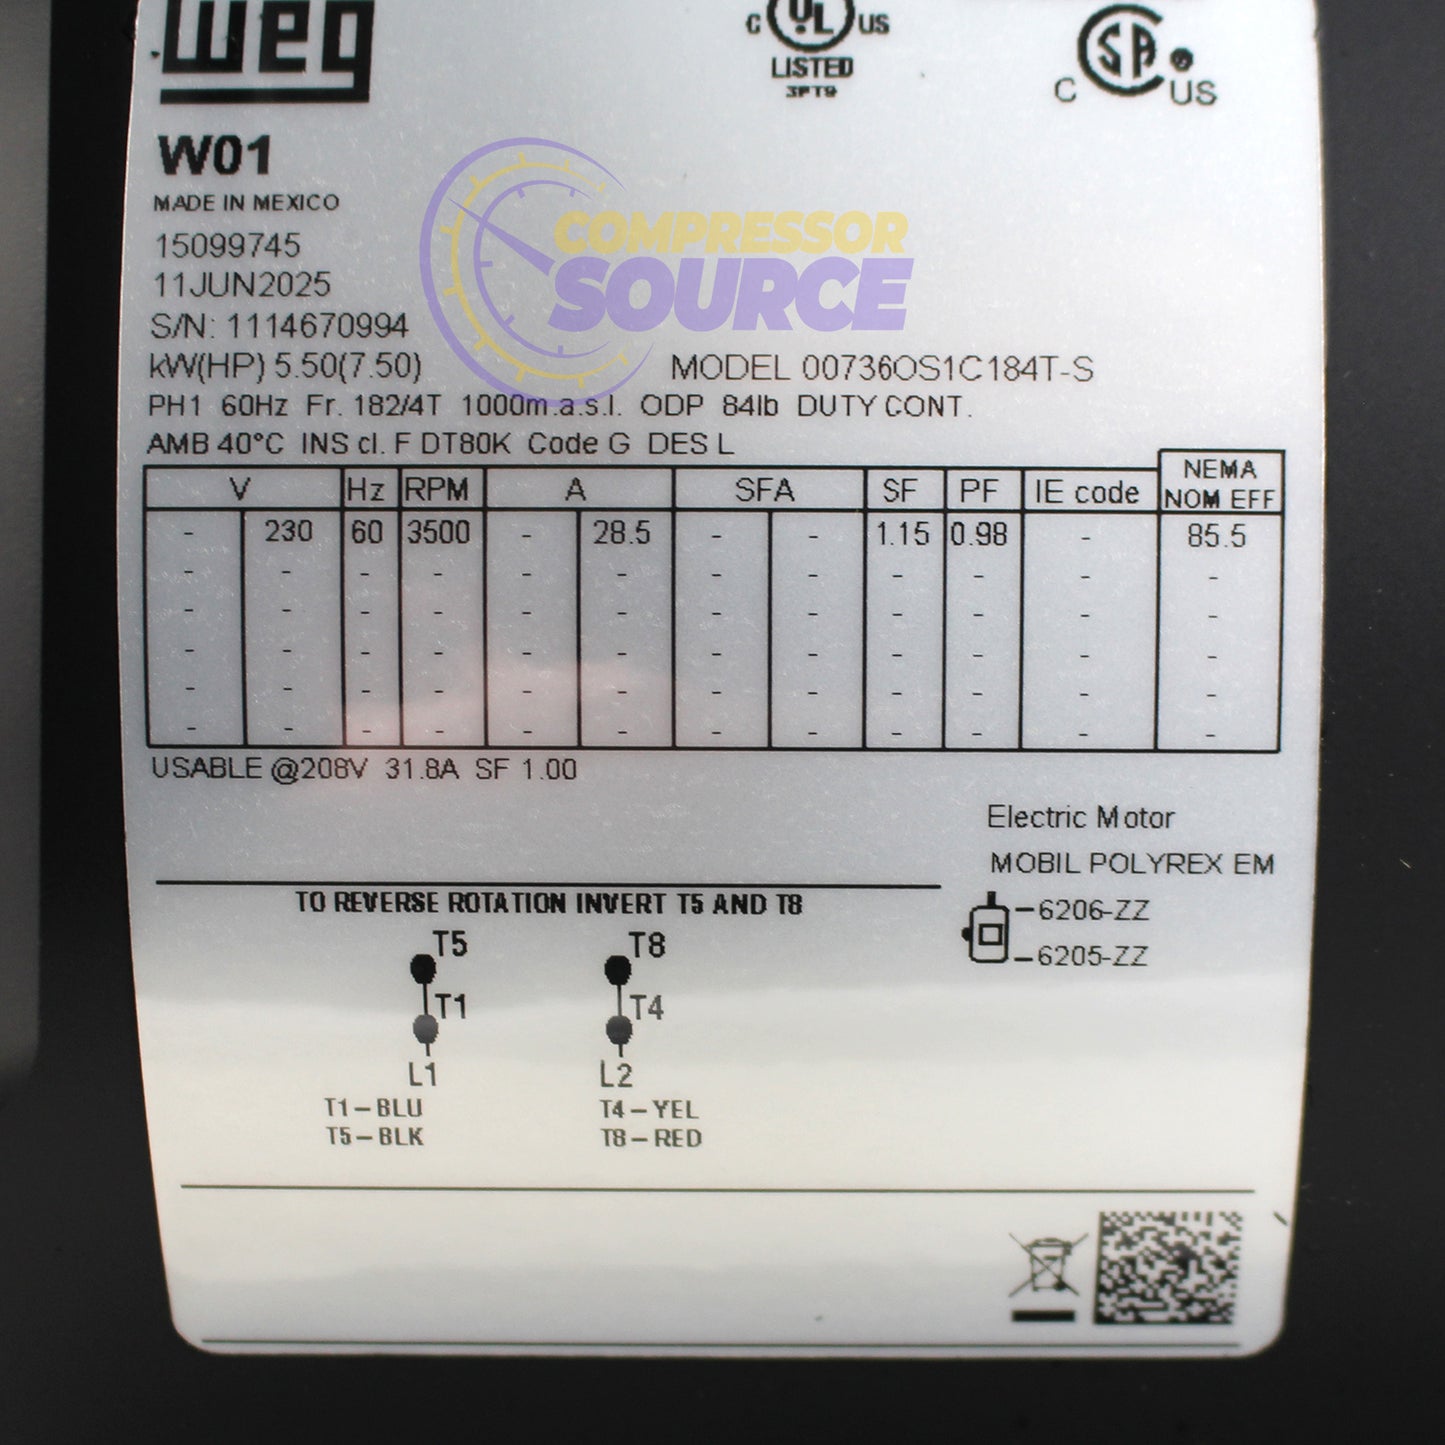 weg
C UL US
LISTED
3PT9
C SA US
W01
MADE IN MEXICO
15099745
11JUN2025
S/N: 1114670994
COMPRESSOR
SOURCE
kW(HP) 5.50(7.50) MODEL 00736OS1C184T-S
PH1 60Hz Fr. 182/4T 1000m.a.s.l. ODP 84lb DUTY CONT.
AMB 40°C INS cl. F DT80K Code G DES L
V Hz RPM A SFA SF PF IE code NEMA NOM EFF
- 230 60 3500 - 28.5 - - 1.15 0.98 - 85.5
- - - - - - - - - - - -
- - - - - - - - - - - -
- - - - - - - - - - - -
- - - - - - - - - - - -
- - - - - - - - - - - -
USABLE @208V 31.8A SF 1.00
Electric Motor
MOBIL POLYREX EM
-6206-ZZ
-6205-ZZ
TO REVERSE ROTATION INVERT T5 AND T8
T5 T8
T1 T4
L1 L2
T1-BLU T4-YEL
T5-BLK T8-RED